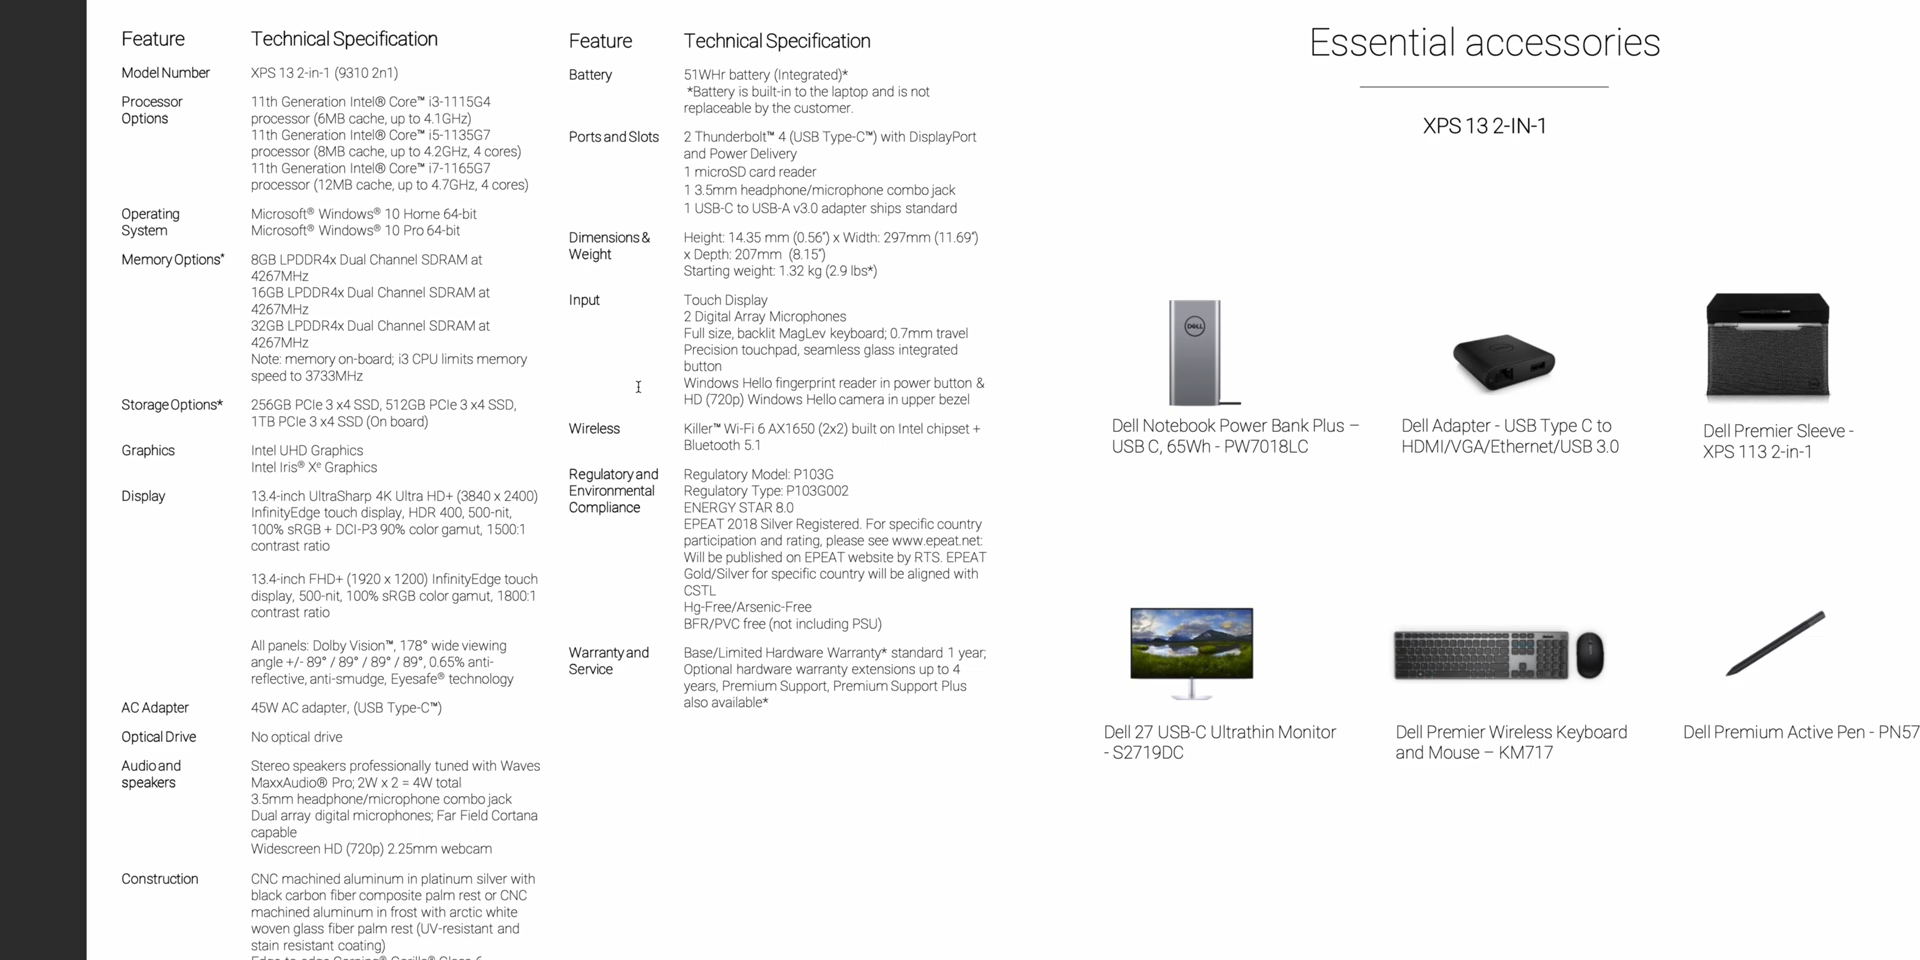 Feature Technical Specification
Model Number XPS 13 2-in-1 (9310 2n1)
Processor 11th Generation Intel® Core™ i3-1115G4
Options processor (6MB cache, up to 4.1GHz)
11th Generation Intel® Core™ i5-1135G7
processor (8MB cache, up to 4.2GHz, 4 cores)
11th Generation Intel® Core™ i7-1165G7
processor (12MB cache, up to 4.7GHz, 4 cores)
Operating Microsoft® Windows® 10 Home 64-bit
System Microsoft® Windows® 10 Pro 64-bit
Memory Options* 8GB LPDDR4x Dual Channel SDRAM at
4267MHz
16GB LPDDR4x Dual Channel SDRAM at
4267MHz
32GB LPDDR4x Dual Channel SDRAM at
4267MHz
Note: memory on-board; i3 CPU limits memory
speed to 3733MHz
Storage Options* 256GB PCIe 3 x4 SSD, 512GB PCIe 3 x4 SSD,
1TB PCIe 3 x4 SSD (On board)
Graphics Intel UHD Graphics
Intel Iris® Xe Graphics
Display 13.4-inch UltraSharp 4K Ultra HD+ (3840 x 2400)
InfinityEdge touch display, HDR 400, 500-nit,
100% sRGB + DCI-P3 90% color gamut, 1500:1
contrast ratio
13.4-inch FHD+ (1920 x 1200) InfinityEdge touch
display, 500-nit, 100% sRGB color gamut, 1800:1
contrast ratio
All panels: Dolby Vision™, 178° wide viewing
angle +/- 89° / 89° / 89° / 89°, 0.65% anti-
reflective, anti-smudge, Eyesafe® technology
AC Adapter 45W AC adapter, (USB Type-C™)
Optical Drive No optical drive
Audio and Stereo speakers professionally tuned with Waves
speakers MaxxAudio® Pro; 2W x 2 = 4W total
3.5mm headphone/microphone combo jack
Dual array digital microphones; Far Field Cortana
capable
Widescreen HD (720p) 2.25mm webcam
Construction CNC machined aluminum in platinum silver with
black carbon fiber composite palm rest or CNC
machined aluminum in frost with arctic white
woven glass fiber palm rest (UV-resistant and
stain resistant coating)
Edge-to-edge Corning® Gorilla® Glass 6
Feature Technical Specification
Battery 51WHr battery (Integrated)*
*Battery is built-in to the laptop and is not
replaceable by the customer.
Ports and Slots 2 Thunderbolt™ 4 (USB Type-C™) with DisplayPort
and Power Delivery
1 microSD card reader
1 3.5mm headphone/microphone combo jack
1 USB-C to USB-A v3.0 adapter ships standard
Dimensions & Height: 14.35 mm (0.56”) x Width: 297mm (11.69”)
Weight x Depth: 207mm (8.15”)
Starting weight: 1.32 kg (2.9 lbs*)
Input Touch Display
2 Digital Array Microphones
Full size, backlit MagLev keyboard; 0.7mm travel
Precision touchpad, seamless glass integrated
button
Windows Hello fingerprint reader in power button &
HD (720p) Windows Hello camera in upper bezel
Wireless Killer™ Wi-Fi 6 AX1650 (2x2) built on Intel chipset +
Bluetooth 5.1
Regulatory and Regulatory Model: P103G
Environmental Regulatory Type: P103G002
Compliance ENERGY STAR 8.0
EPEAT 2018 Silver Registered. For specific country
participation and rating, please see www.epeat.net:
Will be published on EPEAT website by RTS. EPEAT
Gold/Silver for specific country will be aligned with
CSTL
Hg-Free/Arsenic-Free
BFR/PVC free (not including PSU)
Warranty and Base/Limited Hardware Warranty* standard 1 year;
Service Optional hardware warranty extensions up to 4
years, Premium Support, Premium Support Plus
also available*
Essential accessories
XPS 13 2-IN-1
DELL
Dell Notebook Power Bank Plus –
USB C, 65Wh - PW7018LC
Dell Adapter - USB Type C to
HDMI/VGA/Ethernet/USB 3.0
Dell Premier Sleeve -
XPS 113 2-in-1
Dell 27 USB-C Ultrathin Monitor
- S2719DC
Dell Premier Wireless Keyboard
and Mouse – KM717
Dell Premium Active Pen - PN57